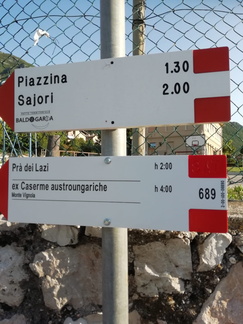 Piazzina 1.30
Sajori 2.00
BALDOGARDA
Prà dei Lazi h 2:00
ex Caserme austroungariche h 4:00
Monte Vignola
689